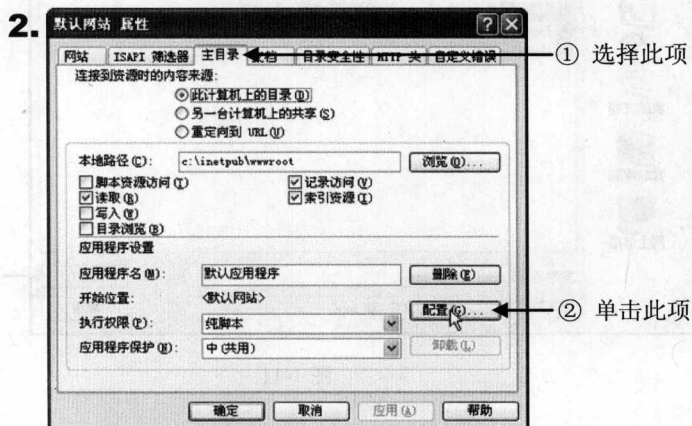 2.
默认网站 属性
网站 ISAPI 筛选器 主目录 文档 目录安全性 HTTP 头 自定义错误
① 选择此项
连接到资源时的内容来源:
此计算机上的目录(D)
另一台计算机上的共享(S)
重定向到 URL(U)
本地路径(C): c:\inetpub\wwwroot 浏览(O)...
脚本资源访问(T) 记录访问(V)
读取(R) 索引资源(I)
写入(W)
目录浏览(B)
应用程序设置
应用程序名(M): 默认应用程序 删除(E)
开始位置: <默认网站>
配置(G)... ② 单击此项
执行权限(P): 纯脚本
应用程序保护(N): 中(共用) 卸载(L)
确定 取消 应用(A) 帮助